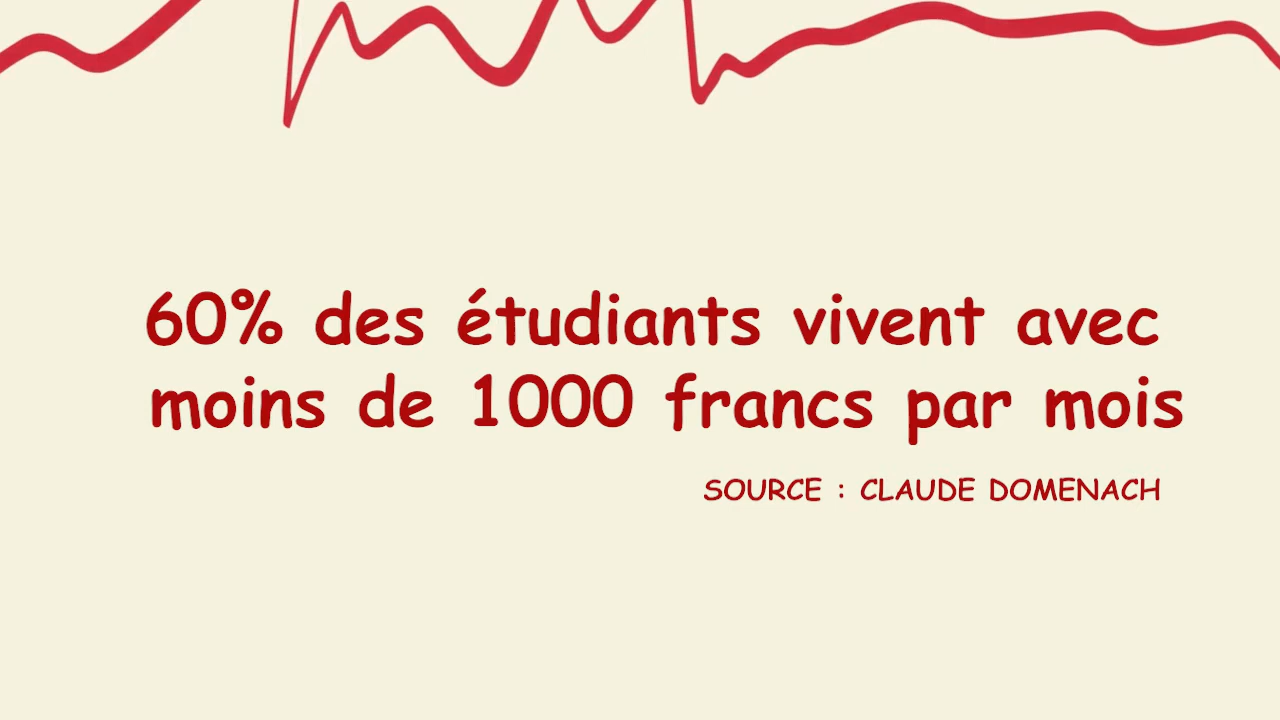 60% des étudiants vivent avec
moins de 1000 francs par mois
SOURCE : CLAUDE DOMENACH